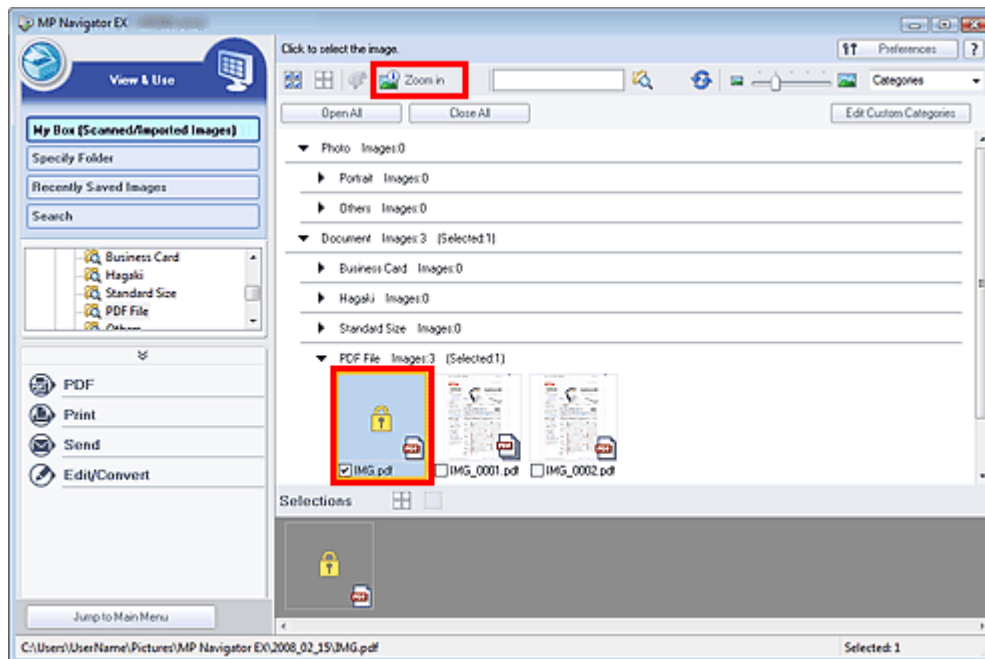 MP Navigator EX
View & Use
My Box (Scanned/Imported Images)
Specify Folder
Recently Saved Images
Search
Business Card
Hagaki
Standard Size
PDF File
Others
PDF
Print
Send
Edit/Convert
Jump to Main Menu
Click to select the image.
Preferences
?
Zoom in
Categories
Open All
Close All
Edit Custom Categories
Photo Images:0
Portrait Images:0
Others Images:0
Document Images:3 (Selected:1)
Business Card Images:0
Hagaki Images:0
Standard Size Images:0
PDF File Images:3 (Selected:1)
PDF
PDF
PDF
IMG.pdf
IMG_0001.pdf
IMG_0002.pdf
Selections
PDF
C:\Users\UserName\Pictures\MP Navigator EX\2008_02_15\IMG.pdf
Selected: 1